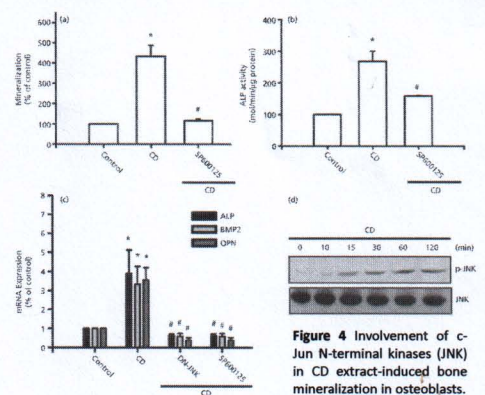 (a)
Mineralization
(% of control)
600
500
400
300
200
100
0
*
#
Control
CD
SP600125
CD
(b)
ALP activity
(mol/min/µg protein)
400
300
200
100
0
*
#
Control
CD
SP600125
CD
(c)
mRNA Expression
(% of control)
8
7
6
5
4
3
2
1
0
ALP
BMP2
OPN
* * *
# # #
# # #
Control
CD
DN-JNK
SP600125
CD
(d)
CD
0 10 15 30 60 120 (min)
p-JNK
JNK
Figure 4 Involvement of c-
Jun N-terminal kinases (JNK)
in CD extract-induced bone
mineralization in osteoblasts.